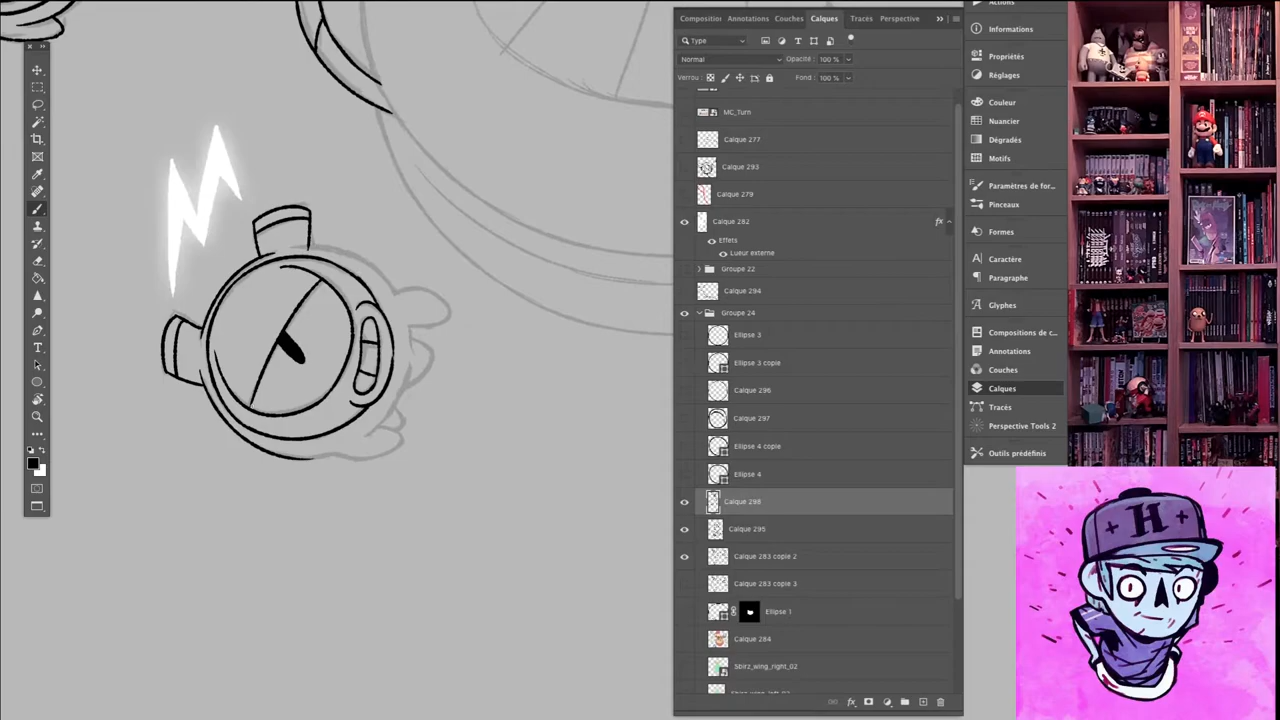 Composition Annotations Couches Calques Tracés Perspective
Type
Normal Opacité : 100 %
Verrou : Fond : 100 %
MC_Turn
Calque 277
Calque 293
Calque 279
Calque 282 fx
Effets
Lueur externe
Groupe 22
Calque 294
Groupe 24
Ellipse 3
Ellipse 3 copie
Calque 296
Calque 297
Ellipse 4 copie
Ellipse 4
Calque 298
Calque 295
Calque 283 copie 2
Calque 283 copie 3
Ellipse 1
Calque 284
Sbirz_wing_right_02
fx
Actions
Informations
Propriétés
Réglages
Couleur
Nuancier
Dégradés
Motifs
Paramètres de for...
Pinceaux
Formes
Caractère
Paragraphe
Glyphes
Compositions de c...
Annotations
Couches
Calques
Tracés
Perspective Tools 2
Outils prédéfinis
H